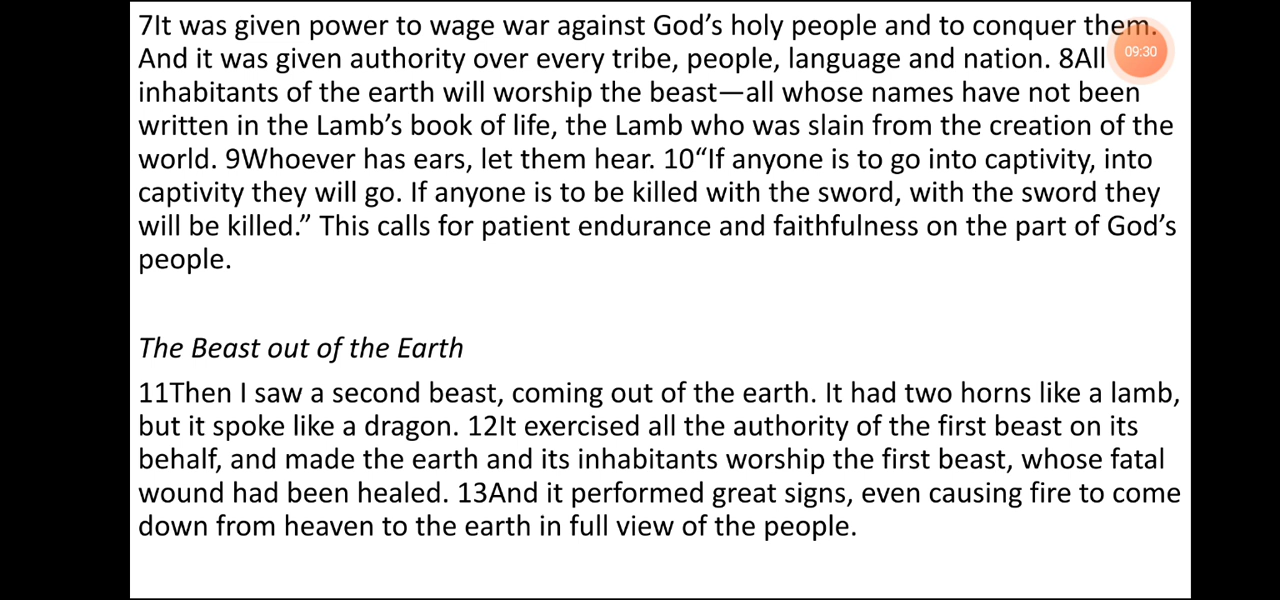 7It was given power to wage war against God’s holy people and to conquer them.
And it was given authority over every tribe, people, language and nation. 8All
inhabitants of the earth will worship the beast—all whose names have not been
written in the Lamb’s book of life, the Lamb who was slain from the creation of the
world. 9Whoever has ears, let them hear. 10“If anyone is to go into captivity, into
captivity they will go. If anyone is to be killed with the sword, with the sword they
will be killed.” This calls for patient endurance and faithfulness on the part of God’s
people.
The Beast out of the Earth
11Then I saw a second beast, coming out of the earth. It had two horns like a lamb,
but it spoke like a dragon. 12It exercised all the authority of the first beast on its
behalf, and made the earth and its inhabitants worship the first beast, whose fatal
wound had been healed. 13And it performed great signs, even causing fire to come
down from heaven to the earth in full view of the people.
09:30